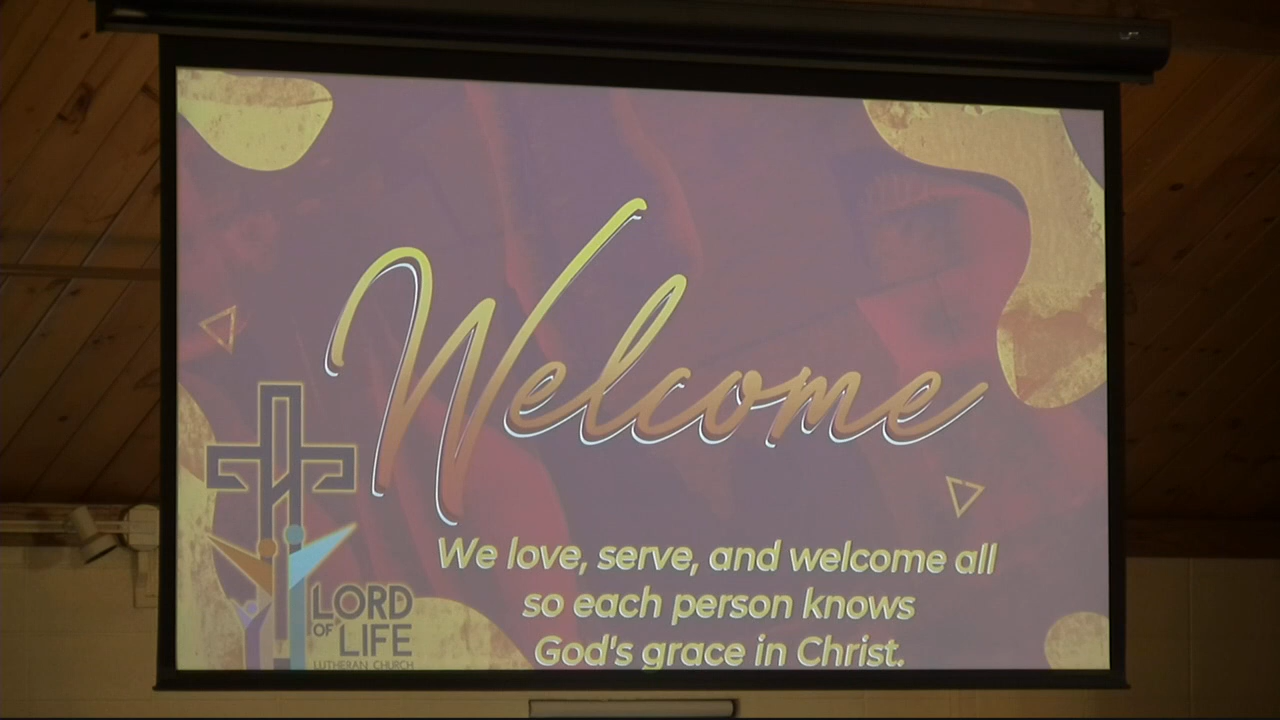 Welcome
We love, serve, and welcome all
so each person knows
God's grace in Christ.
LORD
OF LIFE
LUTHERAN CHURCH